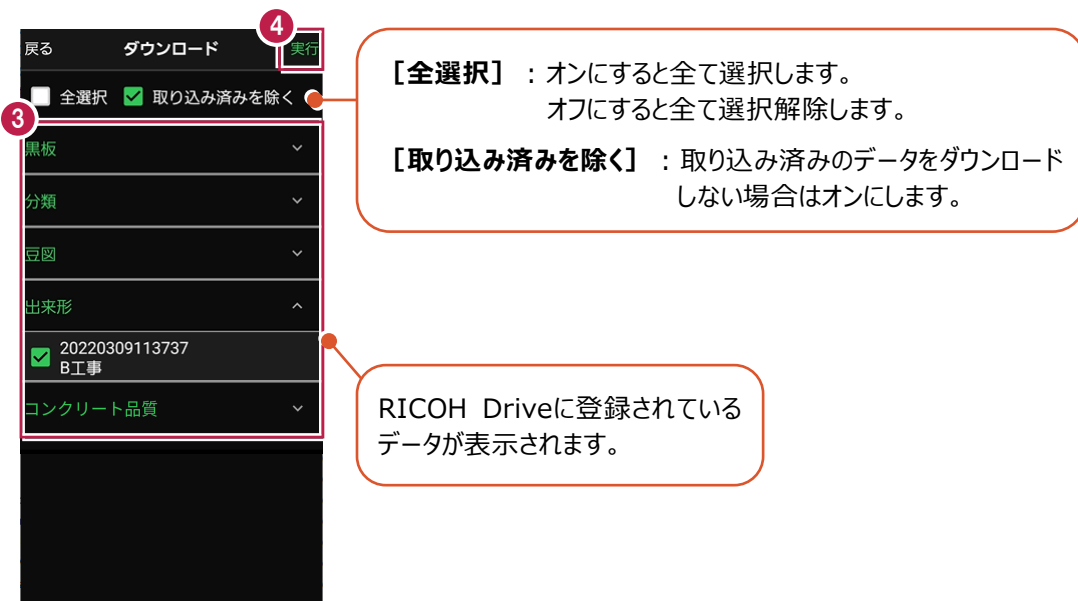 4
戻る ダウンロード 実行
全選択 取り込み済みを除く
3
黒板
分類
豆図
出来形
20220309113737
B工事
コンクリート品質
［全選択］：オンにすると全て選択します。
オフにすると全て選択解除します。
［取り込み済みを除く］：取り込み済みのデータをダウンロード
しない場合はオンにします。
RICOH Driveに登録されている
データが表示されます。